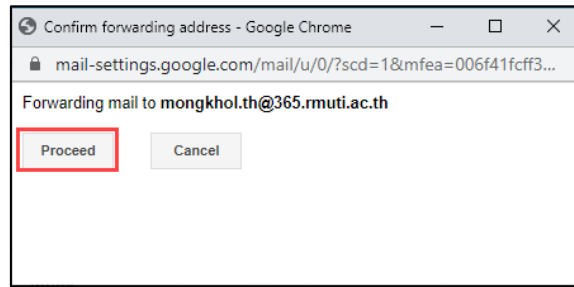 Confirm forwarding address - Google Chrome
mail-settings.google.com/mail/u/0/?scd=1&mfea=006f41fcff3...
Forwarding mail to mongkhol.th@365.rmuti.ac.th
Proceed Cancel